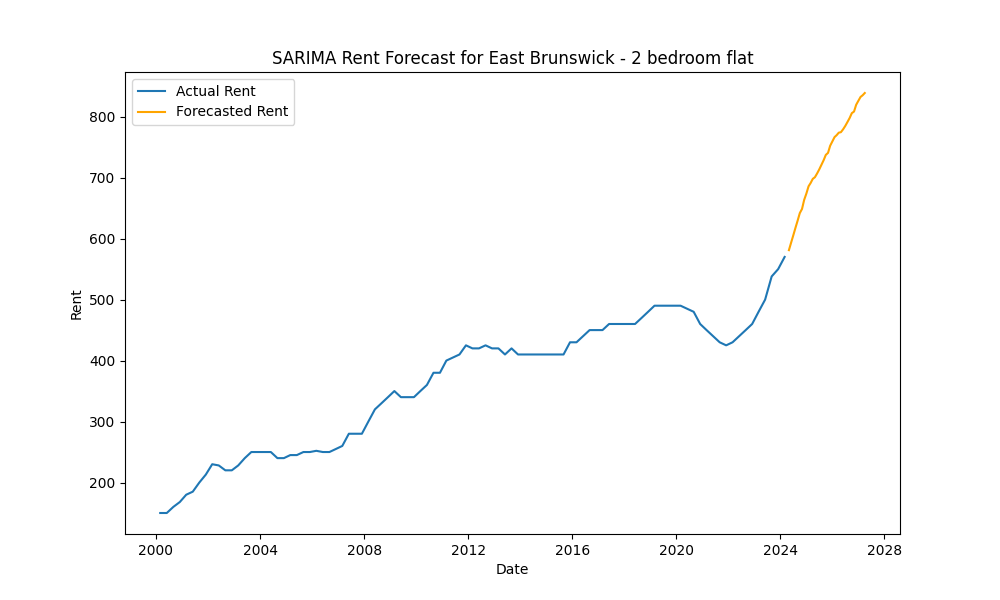 SARIMA Rent Forecast for East Brunswick - 2 bedroom flat
Actual Rent
Forecasted Rent
800
700
600
500
400
300
200
Rent
2000 2004 2008 2012 2016 2020 2024 2028
Date